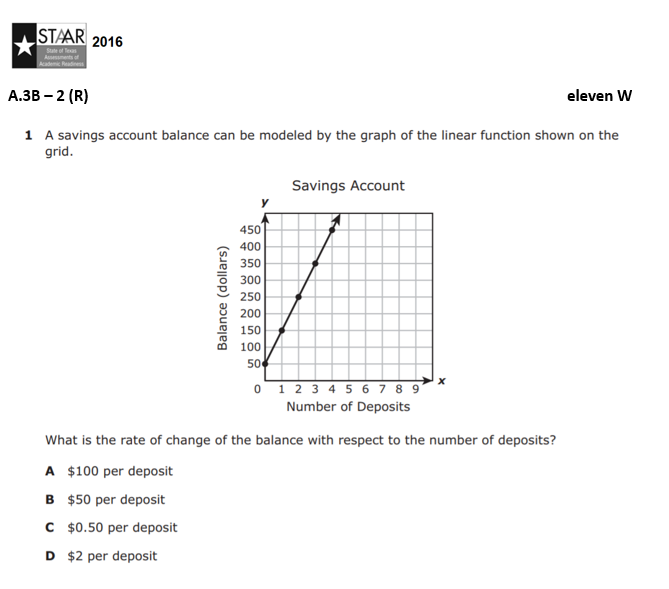 STAAR 2016
State of Texas
Assessments of
Academic Readiness
A.3B – 2 (R) eleven W
1 A savings account balance can be modeled by the graph of the linear function shown on the
grid.
Savings Account
y
450
400
350
300
250
200
150
100
50
Balance (dollars)
0 1 2 3 4 5 6 7 8 9 x
Number of Deposits
What is the rate of change of the balance with respect to the number of deposits?
A $100 per deposit
B $50 per deposit
C $0.50 per deposit
D $2 per deposit